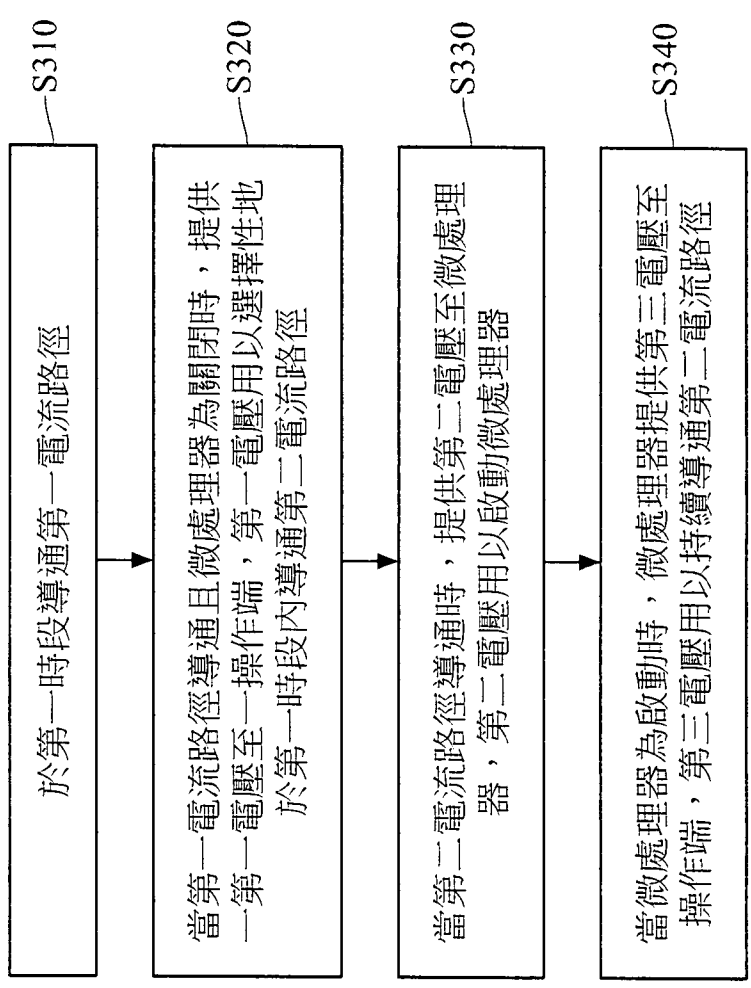 於第一時段導通第一電流路徑
S310
當第一電流路徑導通且微處理器為關閉時，提供
一第一電壓至一操作端，第一電壓用以選擇性地
於第一時段內導通第二電流路徑
S320
當第二電流路徑導通時，提供第二電壓至微處理
器，第二電壓用以啟動微處理器
S330
當微處理器為啟動時，微處理器提供第三電壓至
操作端，第三電壓用以持續導通第二電流路徑
S340